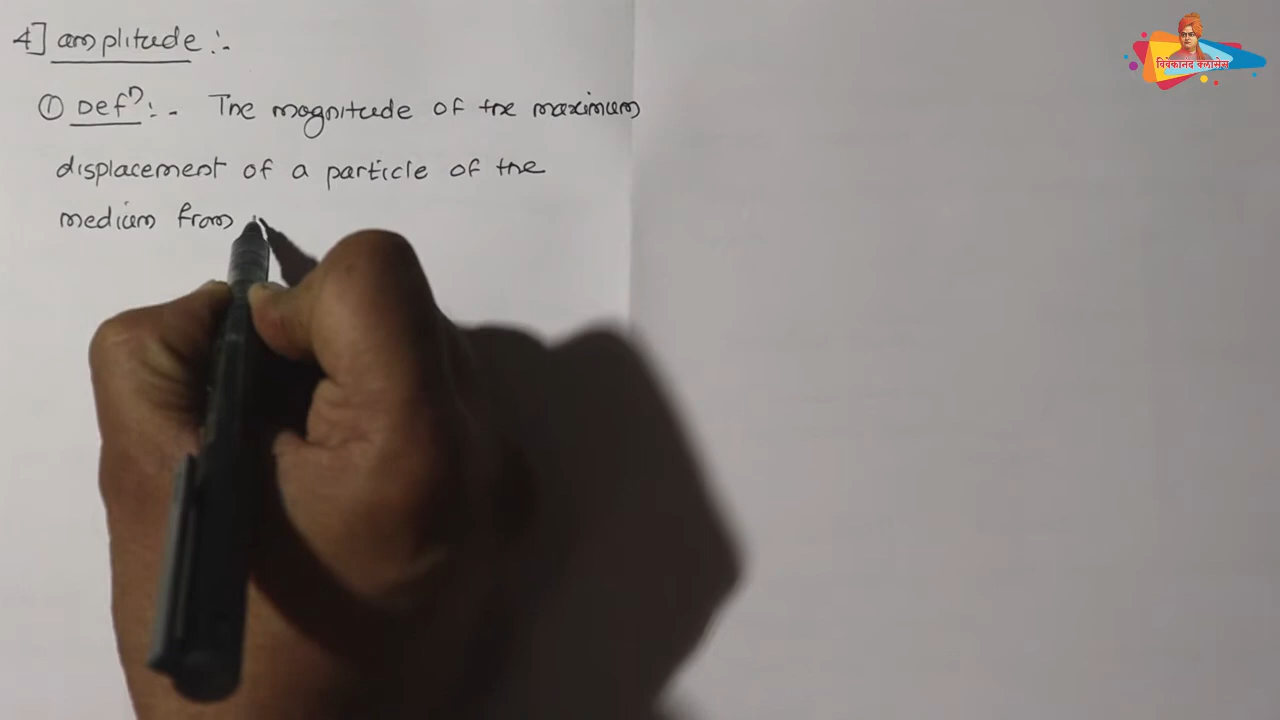 4] amplitude :-
① Defⁿ :- The magnitude of the maximum
displacement of a particle of the
medium from
विवेकानंद क्लासेस